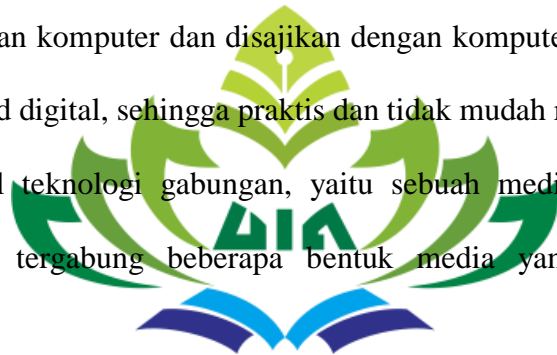 an komputer dan disajikan dengan kompute
d digital, sehingga praktis dan tidak mudah
teknologi gabungan, yaitu sebuah medi
UIN
tergabung beberapa bentuk media yan